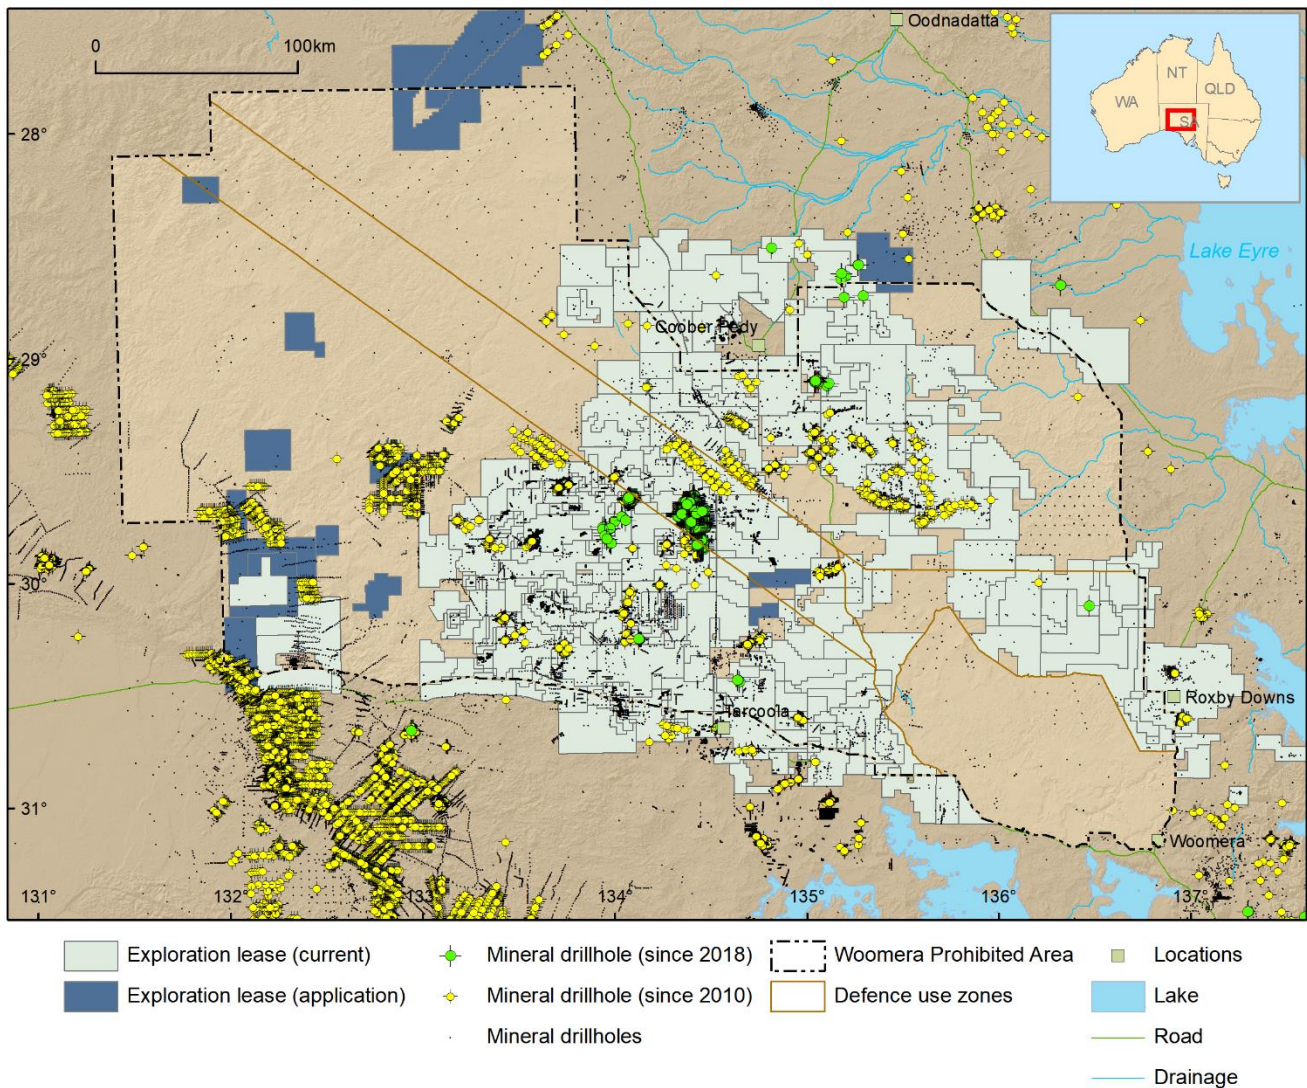 0 100km
Oodnadatta
NT
WA
QLD
SA
28°
Lake Eyre
Coober Pedy
29°
30°
Roxby Downs
Tarcoola
31°
Woomera
131° 132° 133° 134° 135° 136° 137°
Exploration lease (current) Mineral drillhole (since 2018) Woomera Prohibited Area Locations
Exploration lease (application) Mineral drillhole (since 2010) Defence use zones Lake
Mineral drillholes Road
Drainage